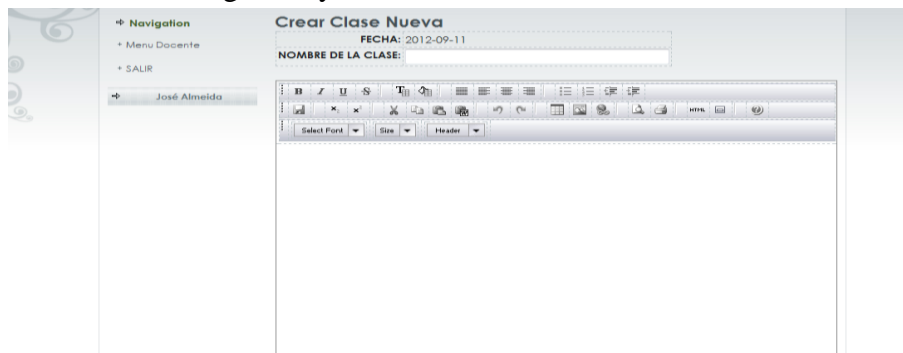 Navigation
Menu Docente
SALIR
José Almeida
Crear Clase Nueva
FECHA: 2012-09-11
NOMBRE DE LA CLASE:
B I U S
HTML
Select Font Size Header